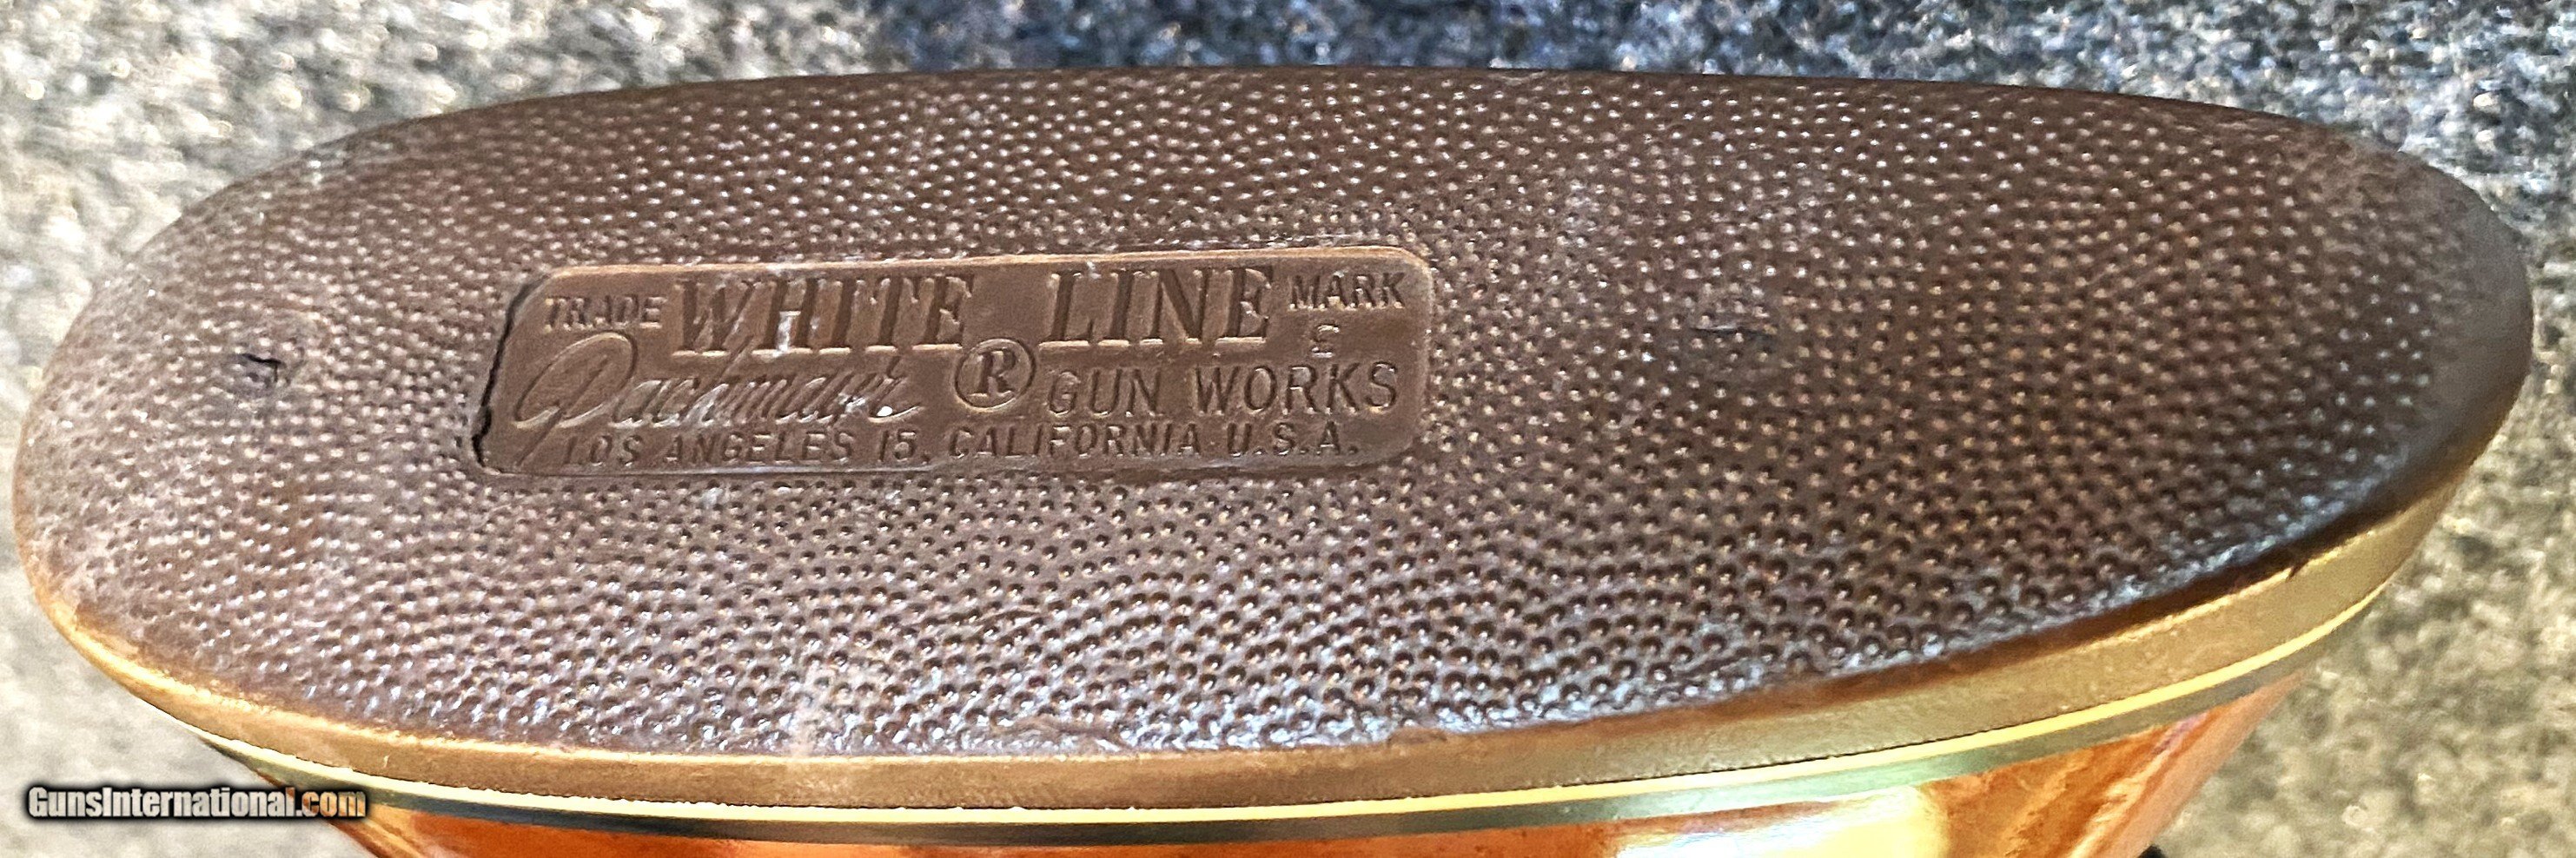 TRADE WHITE LINE MARK
E
Pachmayr ® GUN WORKS
LOS ANGELES 15, CALIFORNIA U.S.A.
GunsInternational.com